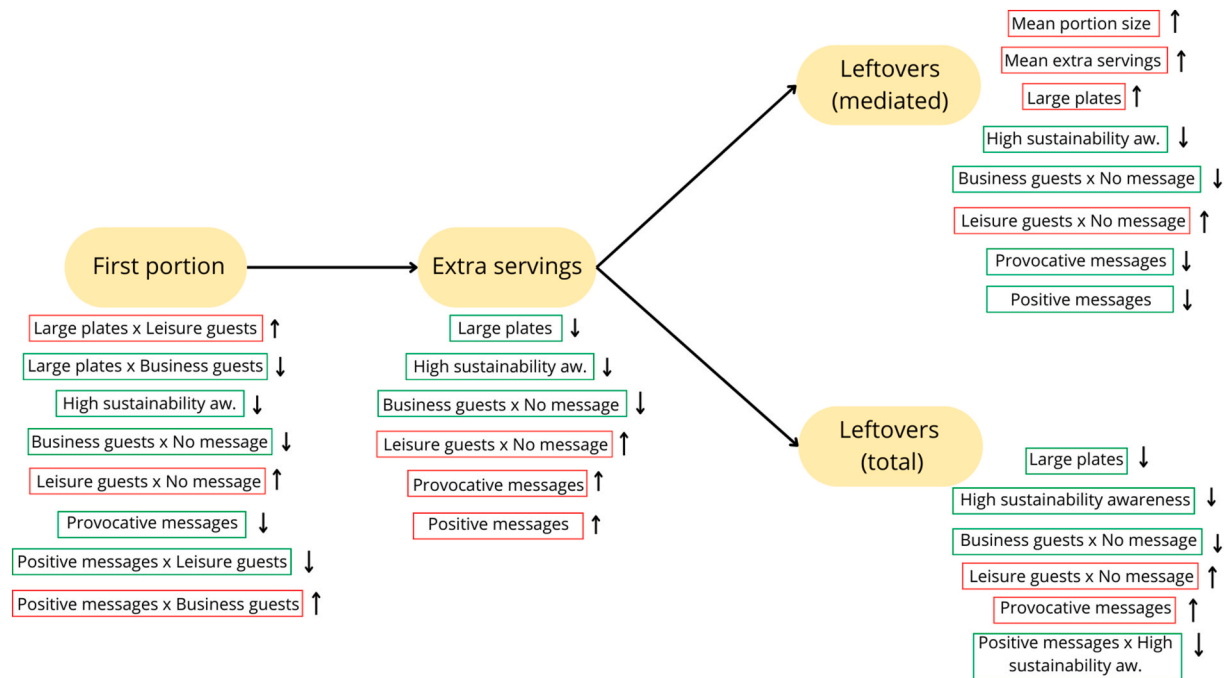 First portion
Large plates x Leisure guests ↑
Large plates x Business guests ↓
High sustainability aw. ↓
Business guests x No message ↓
Leisure guests x No message ↑
Provocative messages ↓
Positive messages x Leisure guests ↓
Positive messages x Business guests ↑
Extra servings
Large plates ↓
High sustainability aw. ↓
Business guests x No message ↓
Leisure guests x No message ↑
Provocative messages ↑
Positive messages ↑
Leftovers
(mediated)
Mean portion size ↑
Mean extra servings ↑
Large plates ↑
High sustainability aw. ↓
Business guests x No message ↓
Leisure guests x No message ↑
Provocative messages ↓
Positive messages ↓
Leftovers
(total)
Large plates ↓
High sustainability awareness ↓
Business guests x No message ↓
Leisure guests x No message ↑
Provocative messages ↑
Positive messages x High
sustainability aw. ↓